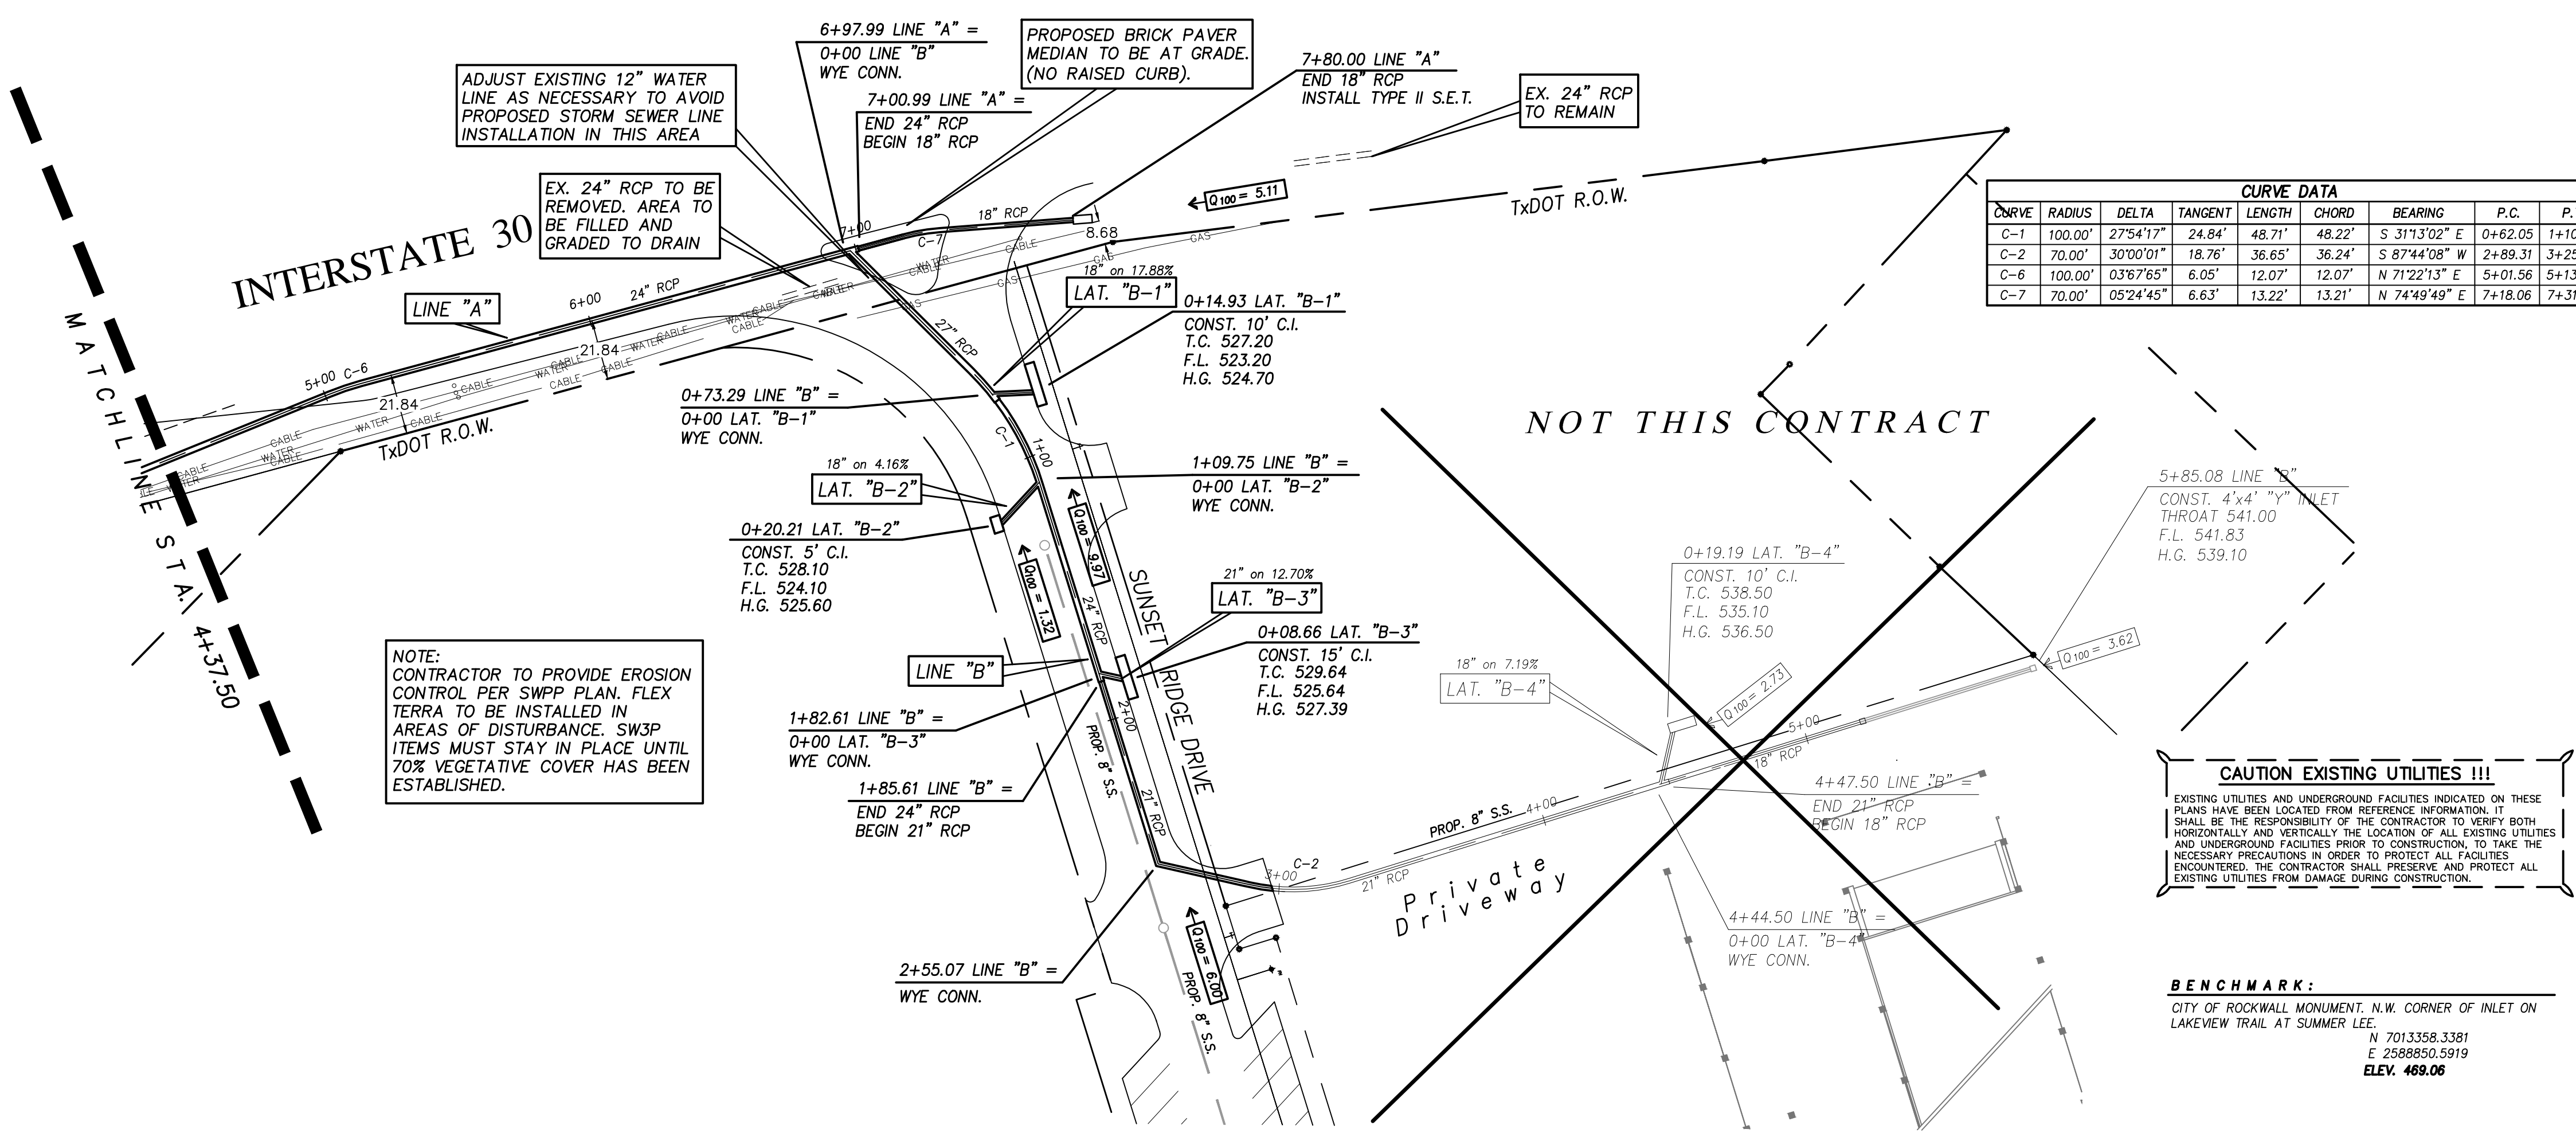 6+97.99 LINE "A" =
0+00 LINE "B"
WYE CONN.
PROPOSED BRICK PAVER
MEDIAN TO BE AT GRADE.
(NO RAISED CURB).
7+80.00 LINE "A"
END 18" RCP
INSTALL TYPE II S.E.T.
ADJUST EXISTING 12" WATER
LINE AS NECESSARY TO AVOID
PROPOSED STORM SEWER LINE
INSTALLATION IN THIS AREA
7+00.99 LINE "A" =
END 24" RCP
BEGIN 18" RCP
EX. 24" RCP
TO REMAIN
EX. 24" RCP TO BE
REMOVED. AREA TO
BE FILLED AND
GRADED TO DRAIN
Q100 = 5.11
TxDOT R.O.W.
CURVE DATA
CURVE RADIUS DELTA TANGENT LENGTH CHORD BEARING P.C. P.
C-1 100.00' 27°54'17" 24.84' 48.71' 48.22' S 31°13'02" E 0+62.05 1+10
C-2 70.00' 30°00'01" 18.76' 36.65' 36.24' S 87°44'08" W 2+89.31 3+25
C-6 100.00' 03°67'65" 6.05' 12.07' 12.07' N 71°22'13" E 5+01.56 5+13
C-7 70.00' 05°24'45" 6.63' 13.22' 13.21' N 74°49'49" E 7+18.06 7+31
INTERSTATE 30
7+00
C-7
18" RCP
8.68
CABLE
WATER
CABLE
GAS
GAS
GAS
GAS
LINE "A"
6+00
24" RCP
21.84
5+00 C-6
21.84
CABLE
WATER
CABLE
TxDOT R.O.W.
27" RCP
18" on 17.88%
LAT. "B-1"
0+14.93 LAT. "B-1"
CONST. 10' C.I.
T.C. 527.20
F.L. 523.20
H.G. 524.70
0+73.29 LINE "B" =
0+00 LAT. "B-1"
WYE CONN.
C-1
1+00
NOT THIS CONTRACT
MATCHLINE STA. 4+37.50
18" on 4.16%
LAT. "B-2"
1+09.75 LINE "B" =
0+00 LAT. "B-2"
WYE CONN.
0+20.21 LAT. "B-2"
CONST. 5' C.I.
T.C. 528.10
F.L. 524.10
H.G. 525.60
Q100 = 9.97
Q100 = 1.32
24" RCP
SUNSET RIDGE DRIVE
21" on 12.70%
LAT. "B-3"
0+08.66 LAT. "B-3"
CONST. 15' C.I.
T.C. 529.64
F.L. 525.64
H.G. 527.39
5+85.08 LINE "B"
CONST. 4'x4' "Y" INLET
THROAT 541.00
F.L. 541.83
H.G. 539.10
0+19.19 LAT. "B-4"
CONST. 10' C.I.
T.C. 538.50
F.L. 535.10
H.G. 536.50
18" on 7.19%
LAT. "B-4"
Q100 = 2.73
Q100 = 3.62
NOTE:
CONTRACTOR TO PROVIDE EROSION
CONTROL PER SWPP PLAN. FLEX
TERRA TO BE INSTALLED IN
AREAS OF DISTURBANCE. SW3P
ITEMS MUST STAY IN PLACE UNTIL
70% VEGETATIVE COVER HAS BEEN
ESTABLISHED.
LINE "B"
1+82.61 LINE "B" =
0+00 LAT. "B-3"
WYE CONN.
2+00
PROP. 8" S.S.
1+85.61 LINE "B" =
END 24" RCP
BEGIN 21" RCP
21" RCP
C-2
3+00
21" RCP
PROP. 8" S.S.
4+00
5+00
18" RCP
4+47.50 LINE "B" =
END 21" RCP
BEGIN 18" RCP
Private
Driveway
4+44.50 LINE "B" =
0+00 LAT. "B-4"
WYE CONN.
2+55.07 LINE "B" =
WYE CONN.
Q100 = 6.00
PROP. 8" S.S.
CAUTION EXISTING UTILITIES !!!
EXISTING UTILITIES AND UNDERGROUND FACILITIES INDICATED ON THESE
PLANS HAVE BEEN LOCATED FROM REFERENCE INFORMATION. IT
SHALL BE THE RESPONSIBILITY OF THE CONTRACTOR TO VERIFY BOTH
HORIZONTALLY AND VERTICALLY THE LOCATION OF ALL EXISTING UTILITIES
AND UNDERGROUND FACILITIES PRIOR TO CONSTRUCTION, TO TAKE THE
NECESSARY PRECAUTIONS IN ORDER TO PROTECT ALL FACILITIES
ENCOUNTERED. THE CONTRACTOR SHALL PRESERVE AND PROTECT ALL
EXISTING UTILITIES FROM DAMAGE DURING CONSTRUCTION.
BENCHMARK:
CITY OF ROCKWALL MONUMENT. N.W. CORNER OF INLET ON
LAKEVIEW TRAIL AT SUMMER LEE.
N 7013358.3381
E 2588850.5919
ELEV. 469.06